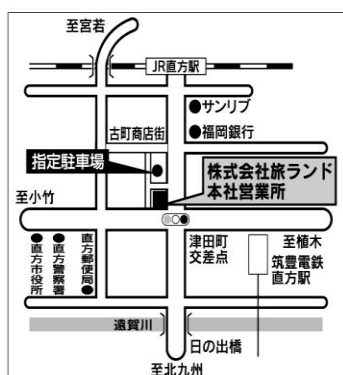 至宮若
JR直方駅
●サンリブ
古町商店街
●福岡銀行
指定駐車場
株式会社旅ランド
本社営業所
至小竹
津田町
交差点
至植木
筑豊電鉄
直方駅
●直方市役所
●直方警察署
直方郵便局●
遠賀川
日の出橋
至北九州